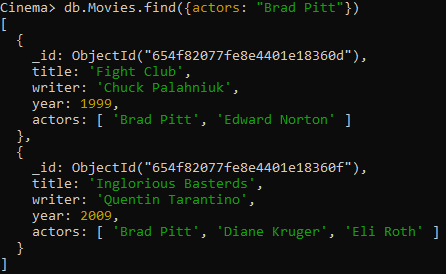 Cinema> db.Movies.find({actors: "Brad Pitt"})
[
  {
    _id: ObjectId("654f82077fe8e4401e18360d"),
    title: 'Fight Club',
    writer: 'Chuck Palahniuk',
    year: 1999,
    actors: [ 'Brad Pitt', 'Edward Norton' ]
  },
  {
    _id: ObjectId("654f82077fe8e4401e18360f"),
    title: 'Inglorious Basterds',
    writer: 'Quentin Tarantino',
    year: 2009,
    actors: [ 'Brad Pitt', 'Diane Kruger', 'Eli Roth' ]
  }
]